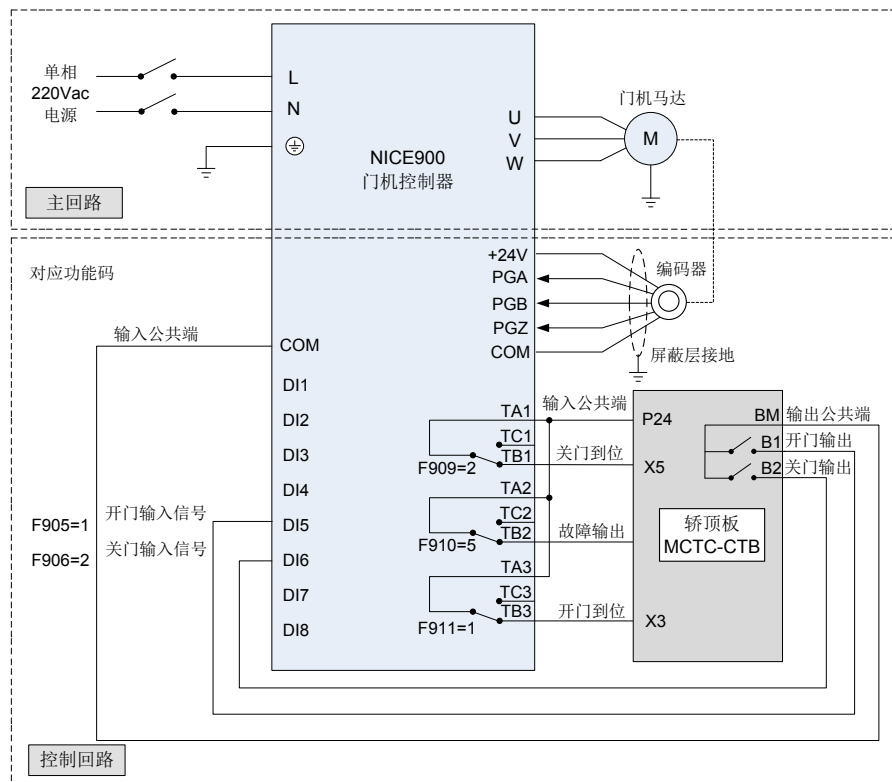 单相
220Vac
电源
L
N
NICE900
门机控制器
U
V
W
门机马达
M
主回路
对应功能码
+24V
PGA
PGB
PGZ
COM
编码器
屏蔽层接地
输入公共端
COM
DI1
DI2
DI3
DI4
DI5
DI6
DI7
DI8
F905=1
开门输入信号
F906=2
关门输入信号
TA1
TC1
TB1
F909=2
TA2
TC2
TB2
F910=5
TA3
TC3
TB3
F911=1
输入公共端
关门到位
故障输出
开门到位
P24
X5
X3
BM
输出公共端
B1
开门输出
B2
关门输出
轿顶板
MCTC-CTB
控制回路